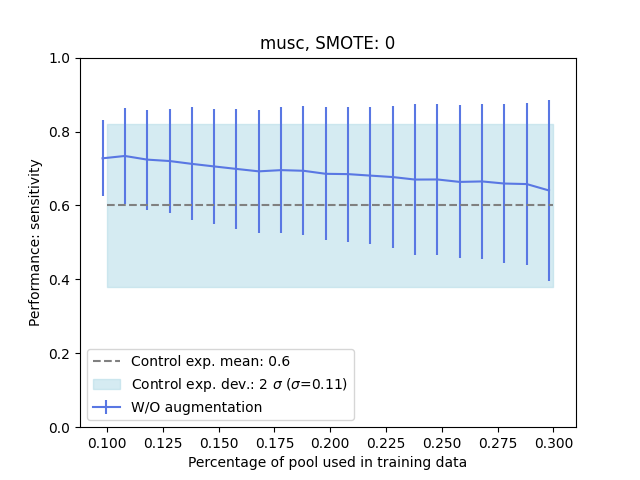 musc, SMOTE: 0
Performance: sensitivity
1.0
0.8
0.6
0.4
0.2
0.0
Control exp. mean: 0.6
Control exp. dev.: 2 σ (σ=0.11)
W/O augmentation
0.100 0.125 0.150 0.175 0.200 0.225 0.250 0.275 0.300
Percentage of pool used in training data